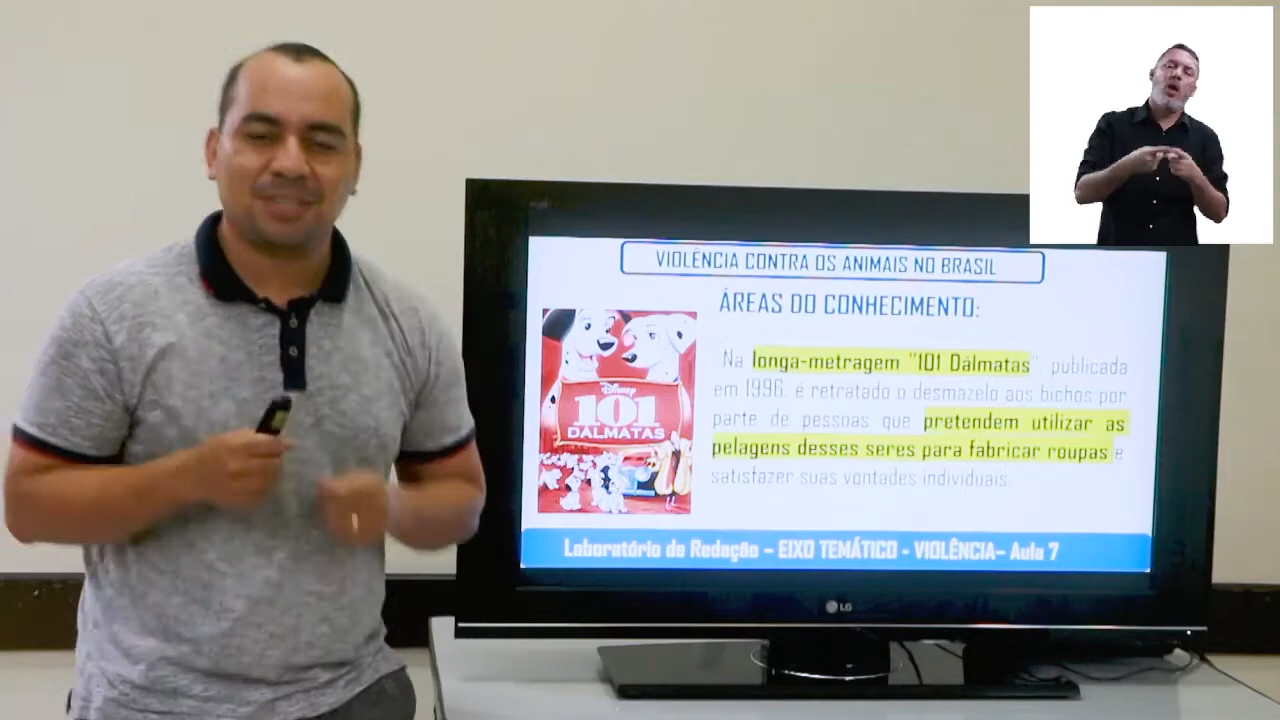 VIOLÊNCIA CONTRA OS ANIMAIS NO BRASIL
ÁREAS DO CONHECIMENTO:
Na longa-metragem "101 Dálmatas", publicada
em 1996, é retratado o desmazelo aos bichos por
parte de pessoas que pretendem utilizar as
pelagens desses seres para fabricar roupas e
satisfazer suas vontades individuais.
Disney
101
DALMATAS
Laboratório de Redação – EIXO TEMÁTICO - VIOLÊNCIA– Aula 7
LG